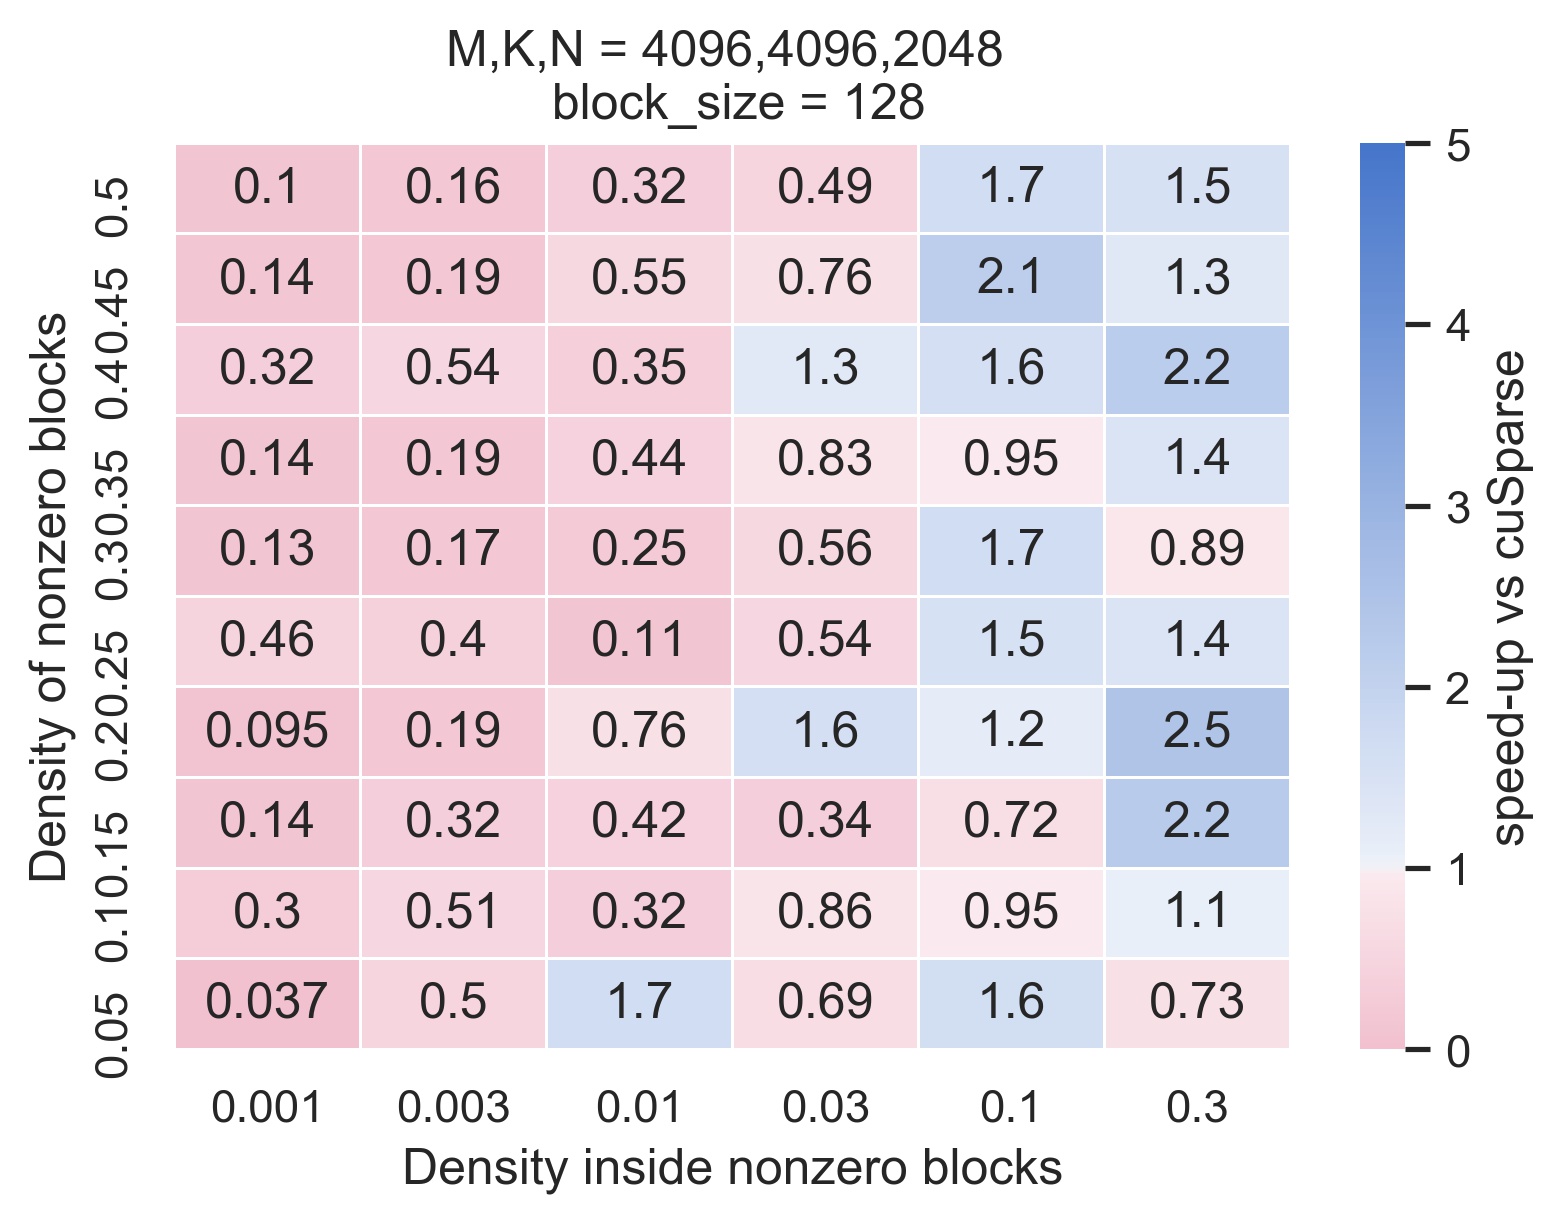 M,K,N = 4096,4096,2048
block_size = 128
Density of nonzero blocks
0.5 0.1 0.16 0.32 0.49 1.7 1.5
0.45 0.14 0.19 0.55 0.76 2.1 1.3
0.4 0.32 0.54 0.35 1.3 1.6 2.2
0.35 0.14 0.19 0.44 0.83 0.95 1.4
0.3 0.13 0.17 0.25 0.56 1.7 0.89
0.25 0.46 0.4 0.11 0.54 1.5 1.4
0.2 0.095 0.19 0.76 1.6 1.2 2.5
0.15 0.14 0.32 0.42 0.34 0.72 2.2
0.1 0.3 0.51 0.32 0.86 0.95 1.1
0.05 0.037 0.5 1.7 0.69 1.6 0.73
0.001 0.003 0.01 0.03 0.1 0.3
Density inside nonzero blocks
5
4
3
2
1
0
speed-up vs cuSparse